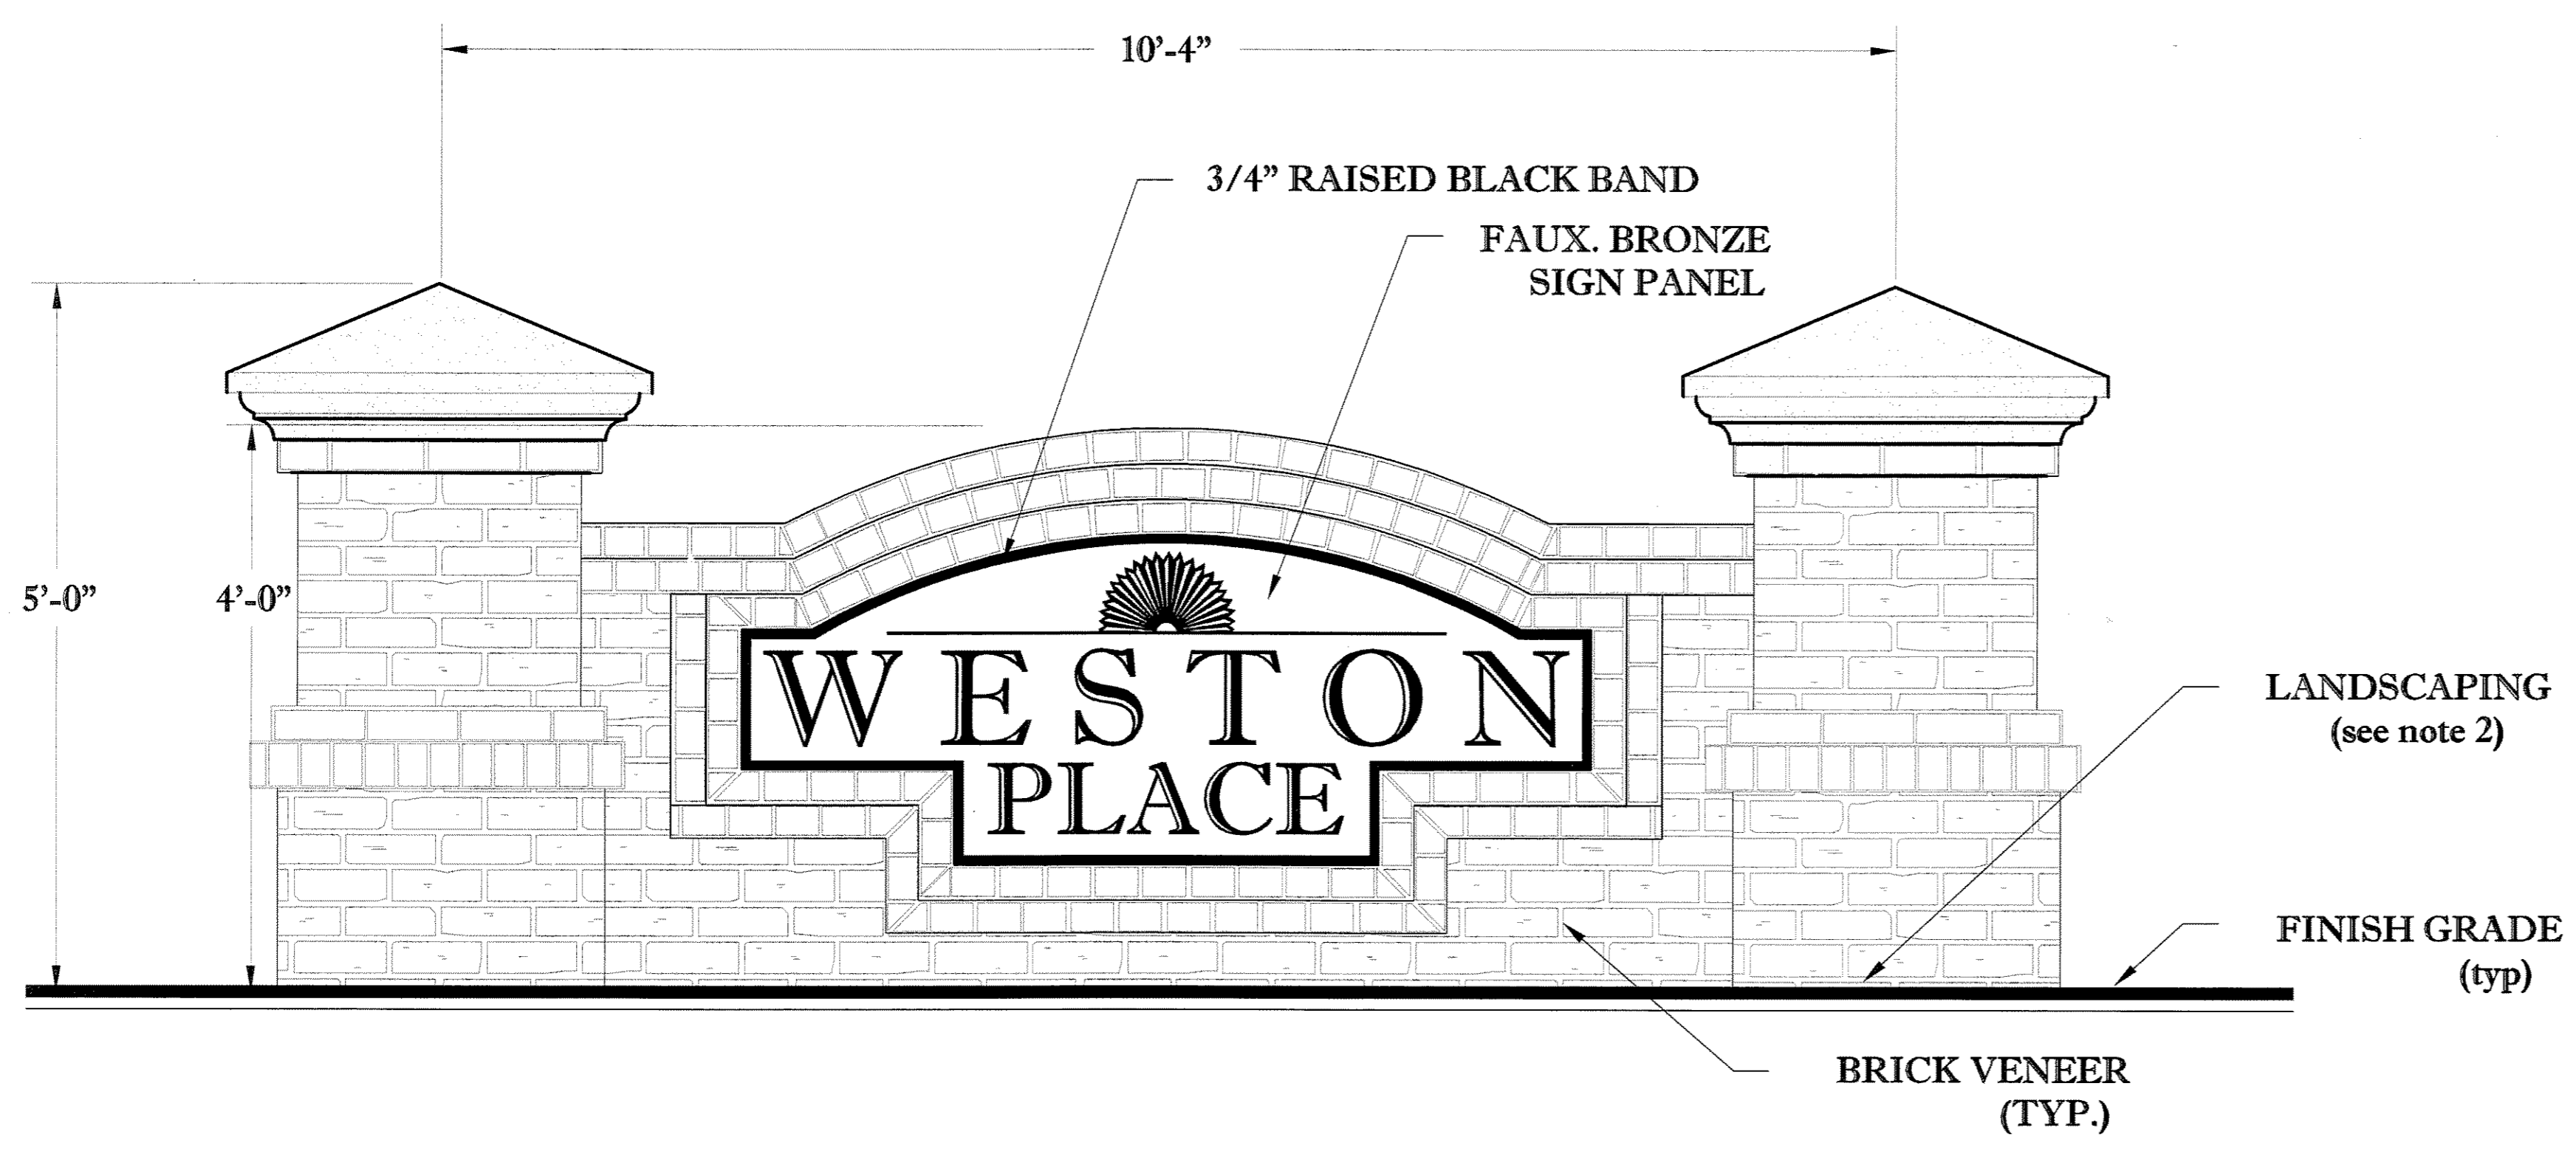 10'-4”
3/4” RAISED BLACK BAND
FAUX. BRONZE
SIGN PANEL
5’-0”
4’-0”
WESTON
PLACE
LANDSCAPING
(see note 2)
FINISH GRADE
(typ)
BRICK VENEER
(TYP.)